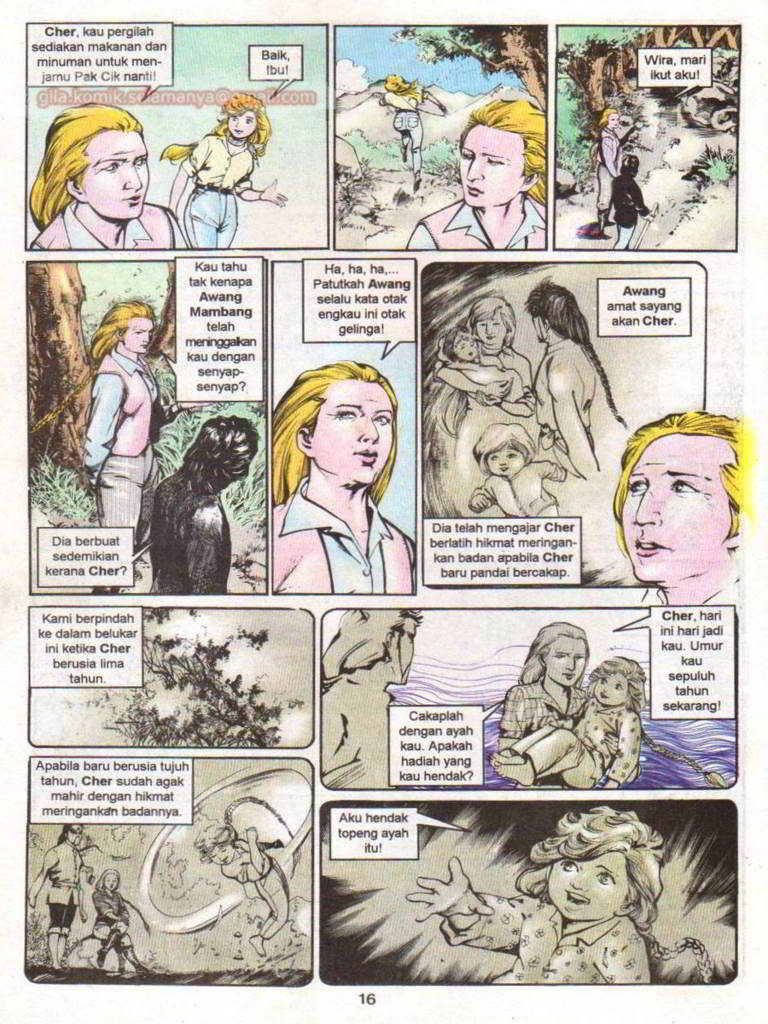 Cher, kau pergilah
sediakan makanan dan
minuman untuk men-
jamu Pak Cik nanti!
Baik,
Ibu!
gila.komik.selamanya@gmail.com
Wira, mari
ikut aku!
Kau tahu
tak kenapa
Awang
Mambang
telah
meninggalkan
kau dengan
senyap-
senyap?
Dia berbuat
sedemikian
kerana Cher?
Ha, ha, ha,...
Patutkah Awang
selalu kata otak
engkau ini otak
gelinga!
Awang
amat sayang
akan Cher.
Dia telah mengajar Cher
berlatih hikmat meringan-
kan badan apabila Cher
baru pandai bercakap.
Kami berpindah
ke dalam belukar
ini ketika Cher
berusia lima
tahun.
Cher, hari
ini hari jadi
kau. Umur
kau
sepuluh
tahun
sekarang!
Cakaplah
dengan ayah
kau. Apakah
hadiah yang
kau hendak?
Apabila baru berusia tujuh
tahun, Cher sudah agak
mahir dengan hikmat
meringankan badannya.
Aku hendak
topeng ayah
itu!
16